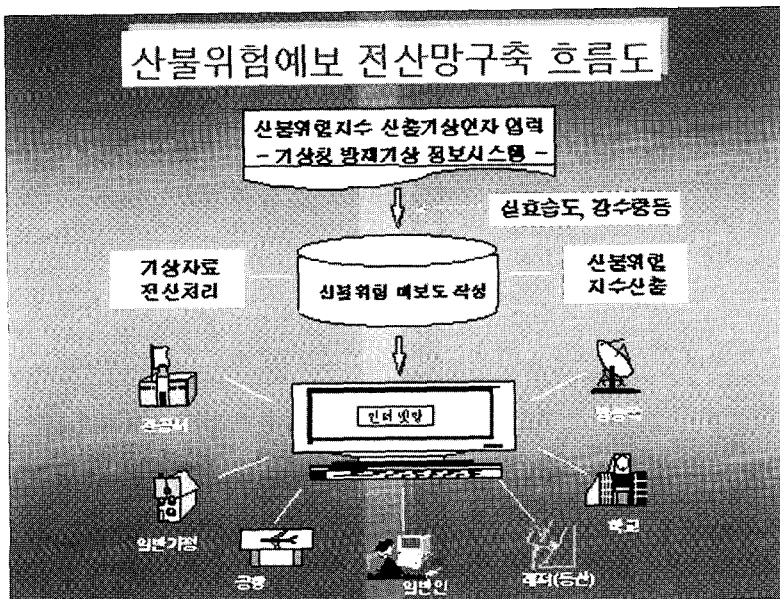 산불위험예보 전산망구축 흐름도
산불위험지수 산출기상인자 입력
- 기상청 방재기상 정보시스템 -
실효습도, 강수량등
기상자료
전산처리
산불위험 예보도 작성
산불위험
지수산출
인터넷망
방송국
일반가정
학교
공항
일반인
레저(등산)